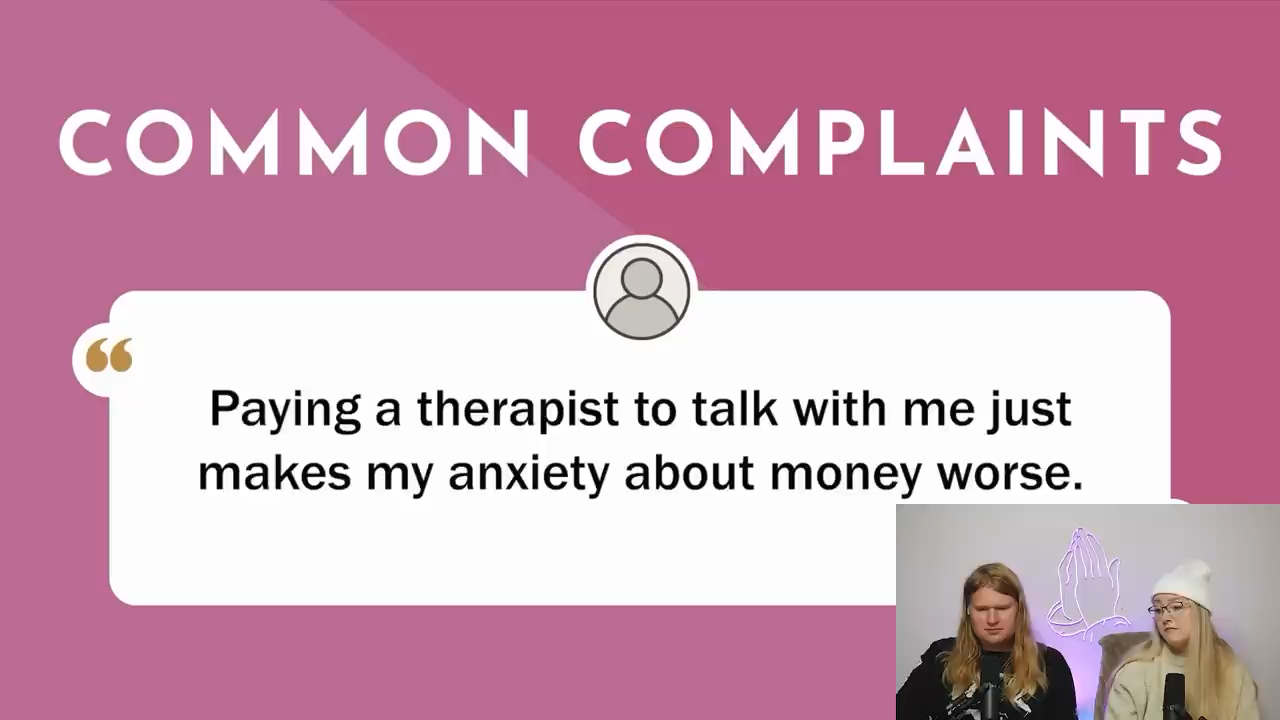 COMMON COMPLAINTS
“
Paying a therapist to talk with me just
makes my anxiety about money worse.